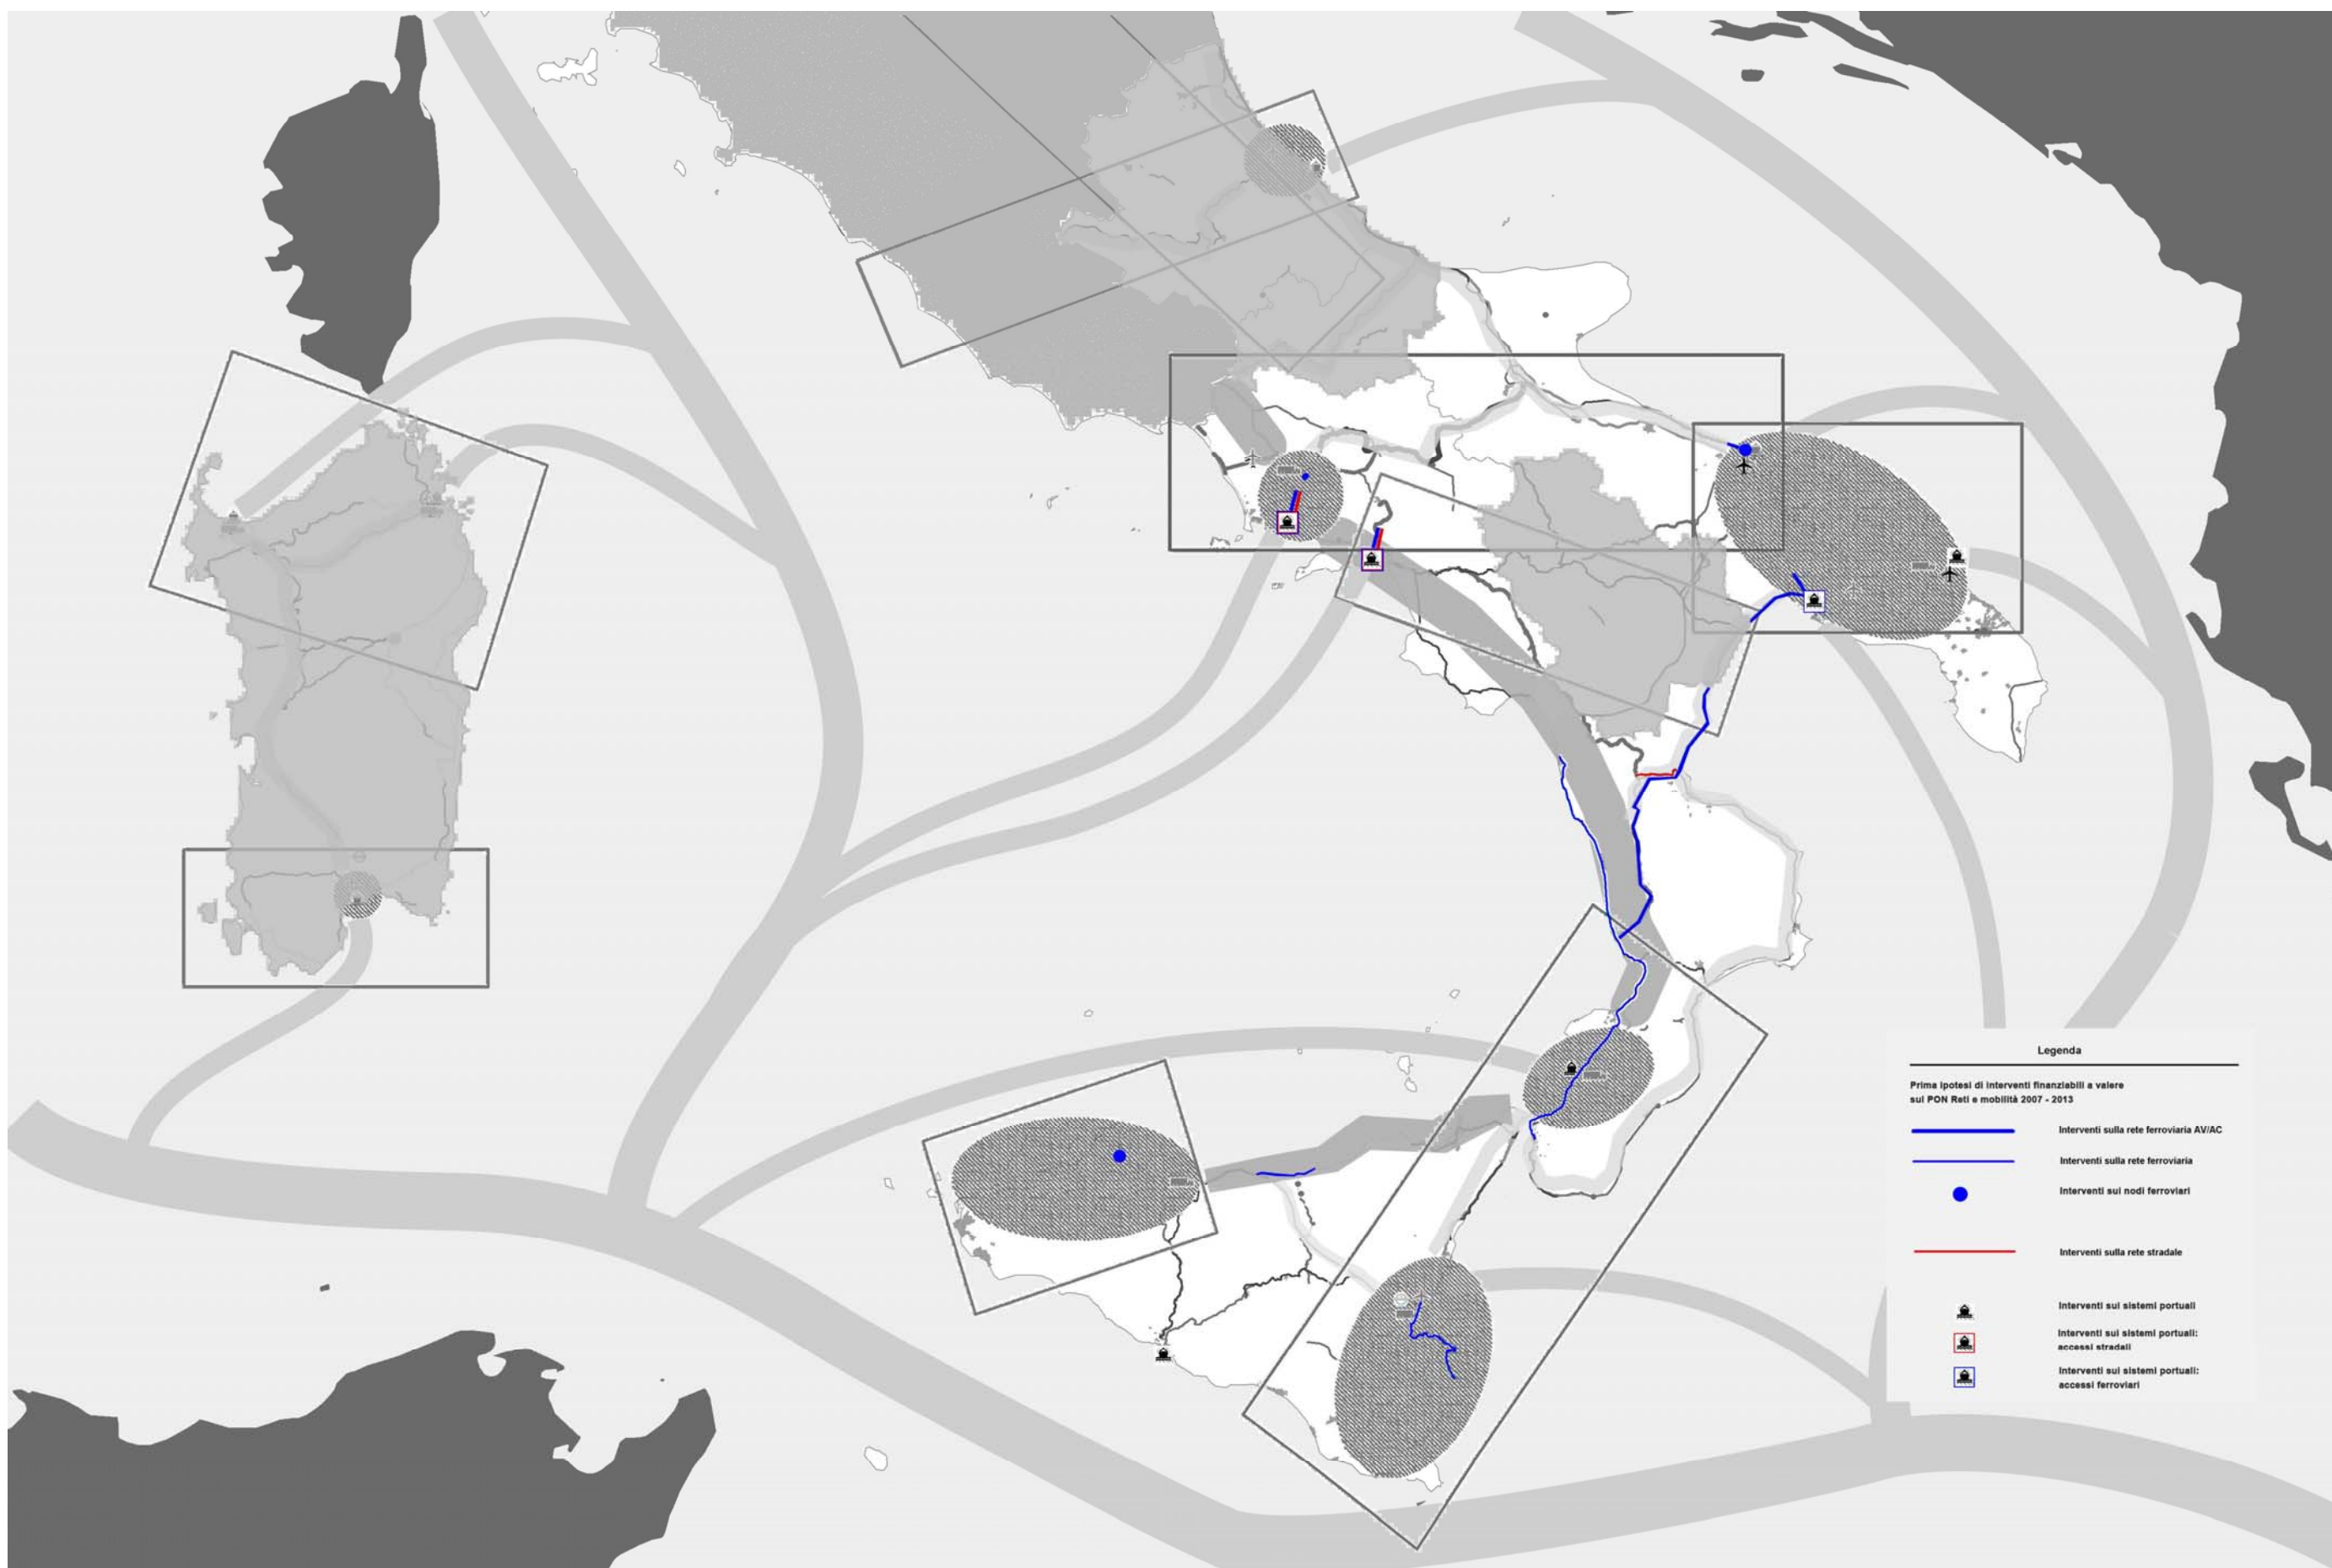 Legenda
Prima ipotesi di interventi finanziabili a valere
sul PON Reti e mobilità 2007 - 2013
Interventi sulla rete ferroviaria AV/AC
Interventi sulla rete ferroviaria
Interventi sui nodi ferroviari
Interventi sulla rete stradale
Interventi sui sistemi portuali
Interventi sui sistemi portuali:
accessi stradali
Interventi sui sistemi portuali:
accessi ferroviari